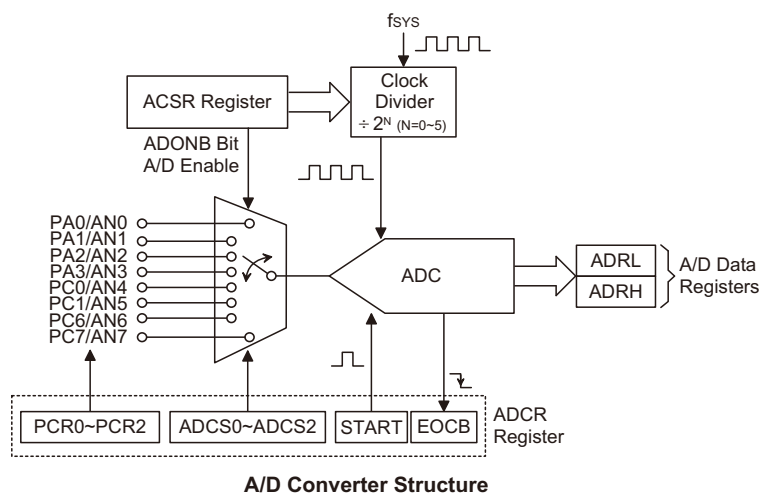 fSYS
ACSR Register
Clock
Divider
÷ 2ᴺ (N=0~5)
ADONB Bit
A/D Enable
PA0/AN0
PA1/AN1
PA2/AN2
PA3/AN3
PC0/AN4
PC1/AN5
PC6/AN6
PC7/AN7
ADC
ADRL
ADRH
A/D Data
Registers
PCR0~PCR2
ADCS0~ADCS2
START
EOCB
ADCR
Register
A/D Converter Structure